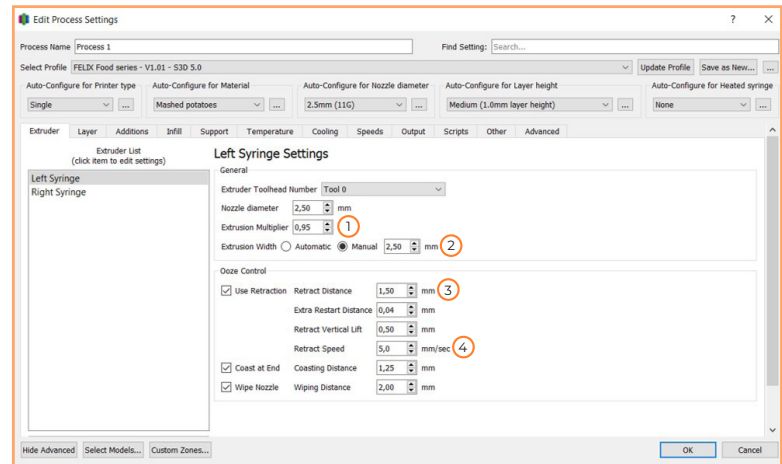 Edit Process Settings ? X
Process Name Process 1 Find Setting: Search...
Select Profile FELIX Food series - V1.01 - S3D 5.0 Update Profile Save as New... ...
Auto-Configure for Printer type Auto-Configure for Material Auto-Configure for Nozzle diameter Auto-Configure for Layer height Auto-Configure for Heated syringe
Single ... Mashed potatoes ... 2.5mm (11G) ... Medium (1.0mm layer height) ... None ...
Extruder Layer Additions Infill Support Temperature Cooling Speeds Output Scripts Other Advanced
Extruder List
(click item to edit settings)
Left Syringe
Right Syringe
Left Syringe Settings
General
Extruder Toolhead Number Tool 0
Nozzle diameter 2,50 mm
Extrusion Multiplier 0,95 1
Extrusion Width Automatic Manual 2,50 mm 2
Ooze Control
Use Retraction Retract Distance 1,50 mm 3
Extra Restart Distance 0,04 mm
Retract Vertical Lift 0,50 mm
Retract Speed 5,0 mm/sec 4
Coast at End Coasting Distance 1,25 mm
Wipe Nozzle Wiping Distance 2,00 mm
Hide Advanced Select Models... Custom Zones... OK Cancel